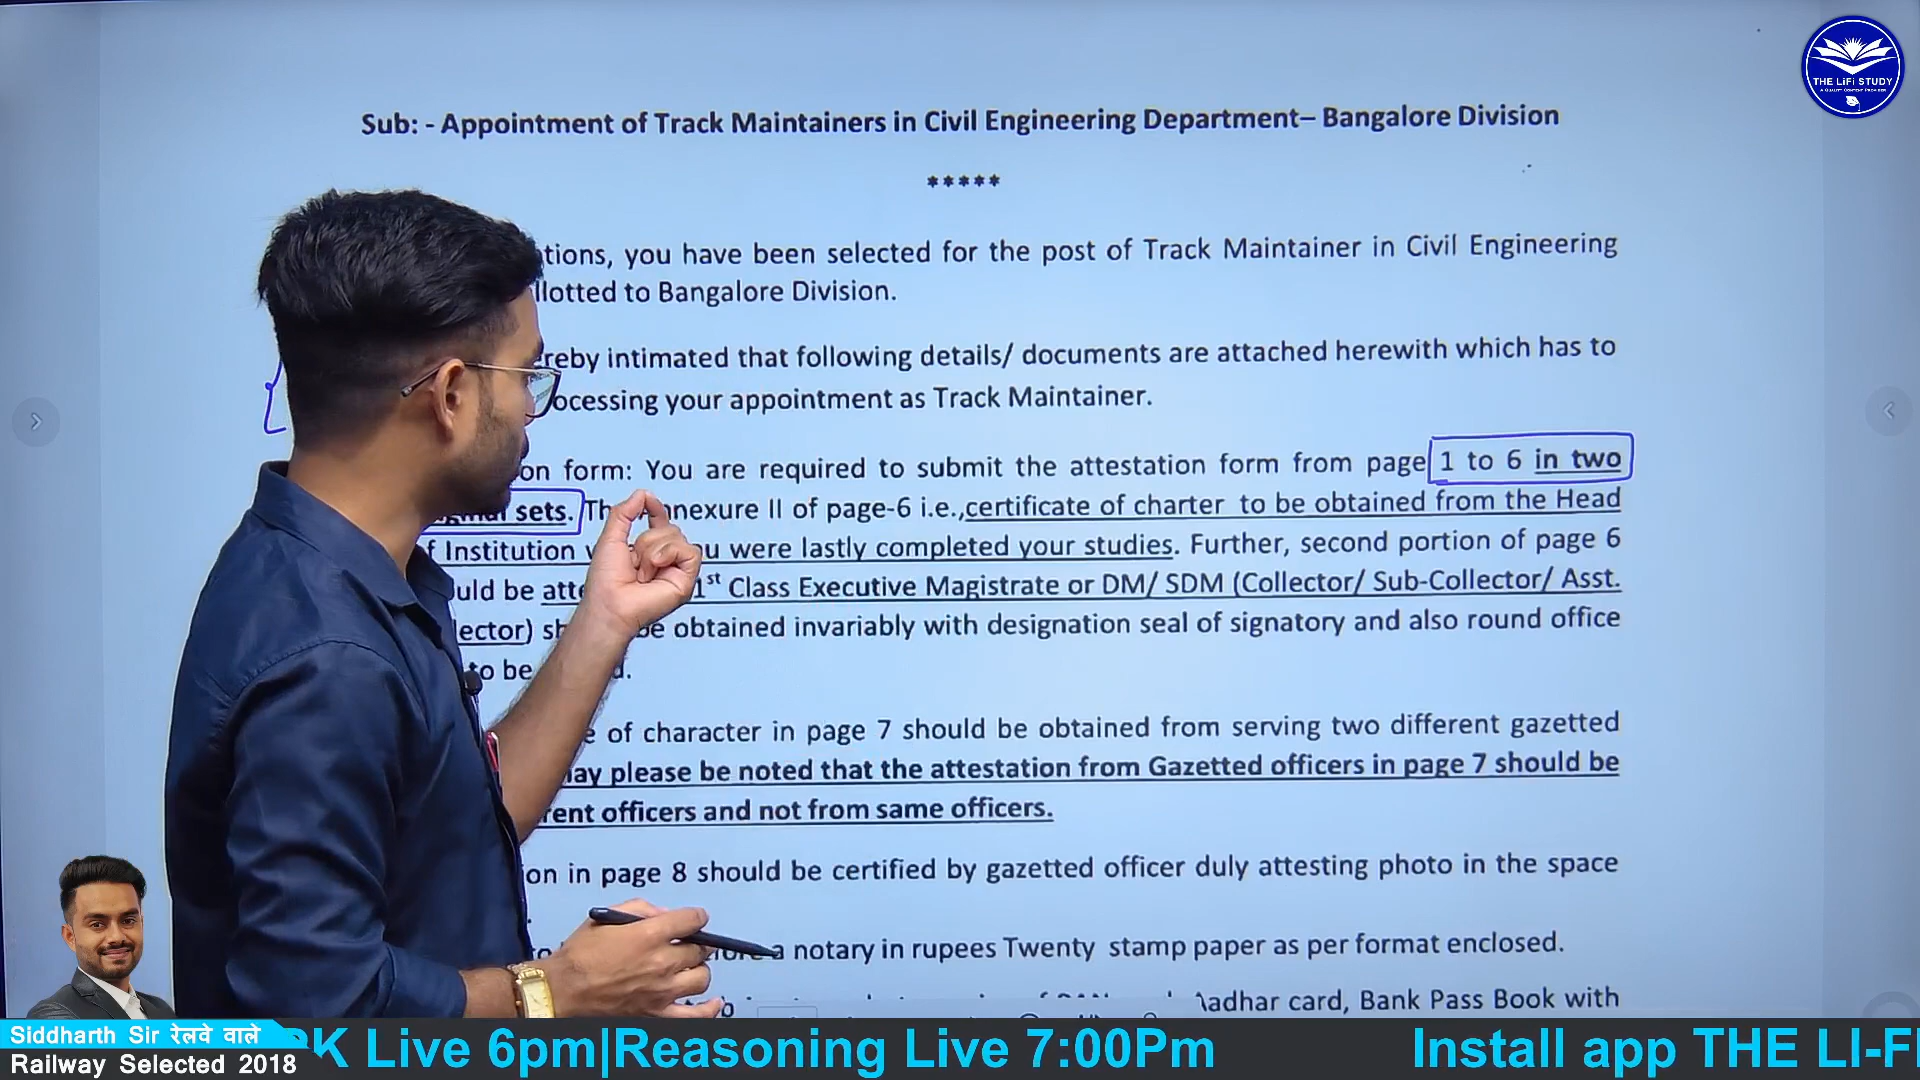 THE LiFi STUDY
A QUALITY CONTENT PROVIDER
Sub: - Appointment of Track Maintainers in Civil Engineering Department– Bangalore Division
*****
tions, you have been selected for the post of Track Maintainer in Civil Engineering
llotted to Bangalore Division.
reby intimated that following details/ documents are attached herewith which has to
ocessing your appointment as Track Maintainer.
on form: You are required to submit the attestation form from page 1 to 6 in two
sets. The Annexure II of page-6 i.e.,certificate of charter to be obtained from the Head
f Institution u were lastly completed your studies. Further, second portion of page 6
uld be atte 1st Class Executive Magistrate or DM/ SDM (Collector/ Sub-Collector/ Asst.
lector) sh be obtained invariably with designation seal of signatory and also round office
to be d.
e of character in page 7 should be obtained from serving two different gazetted
ay please be noted that the attestation from Gazetted officers in page 7 should be
rent officers and not from same officers.
on in page 8 should be certified by gazetted officer duly attesting photo in the space
a notary in rupees Twenty stamp paper as per format enclosed.
adhar card, Bank Pass Book with
Siddharth Sir रेलवे वाले
Railway Selected 2018
K Live 6pm|Reasoning Live 7:00Pm Install app THE LI-F